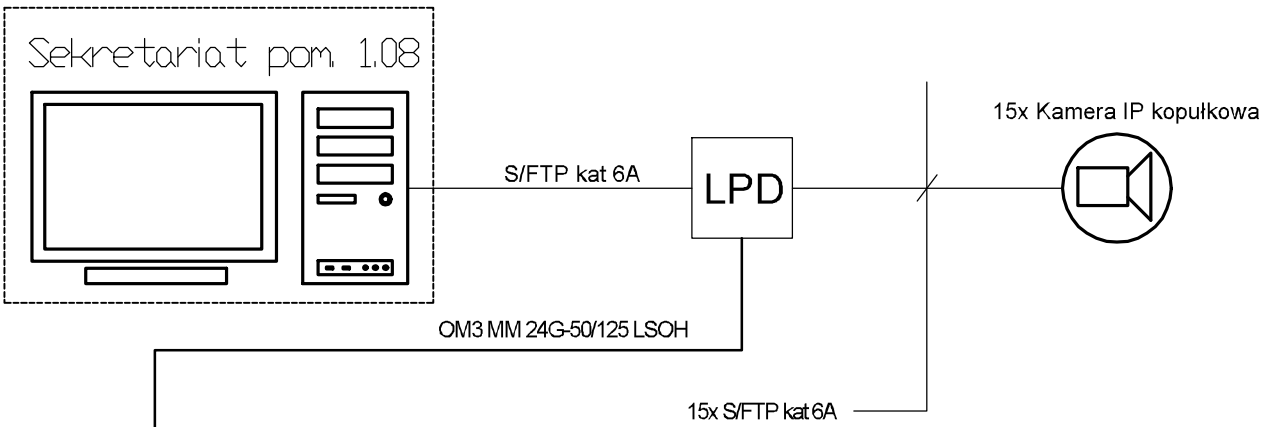 Sekretariat pom. 1.08
15x Kamera IP kopułkowa
S/FTP kat 6A
LPD
OM3 MM 24G-50/125 LSOH
15x S/FTP kat 6A